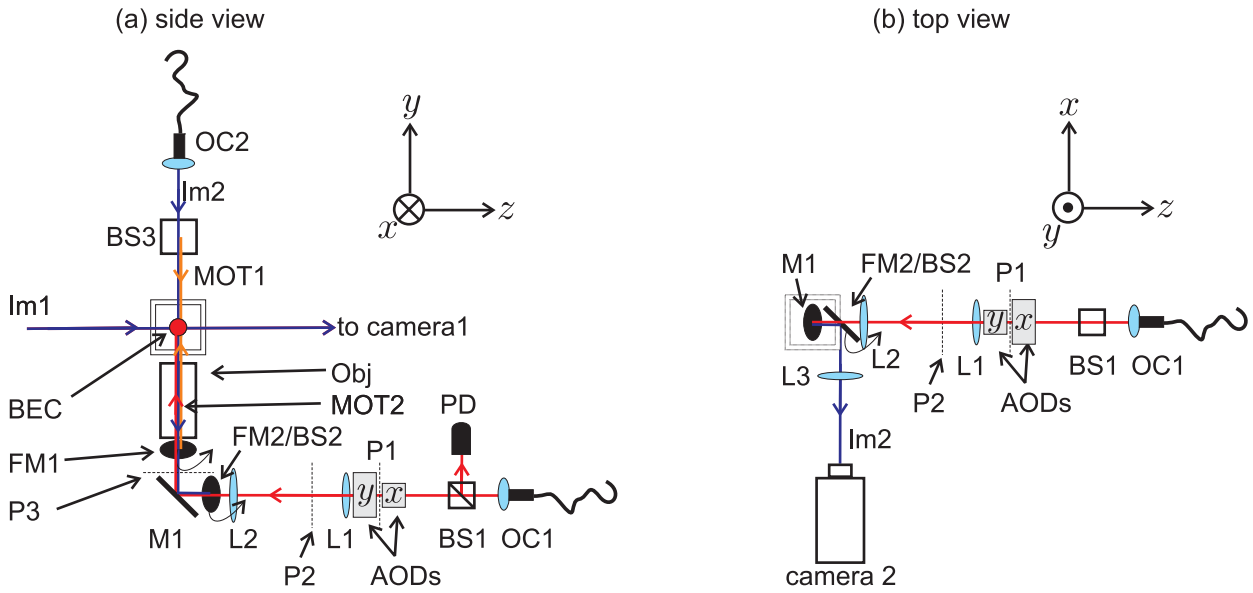 (a) side view
OC2
Im2
BS3
MOT1
Im1
to camera1
BEC
Obj
MOT2
FM1
P3
M1
FM2/BS2
L2
P2
L1
P1
y
x
AODs
PD
BS1
OC1
y
x
z
(b) top view
x
y
z
M1
FM2/BS2
P1
L2
L3
P2
L1
y
x
AODs
BS1
OC1
Im2
camera 2